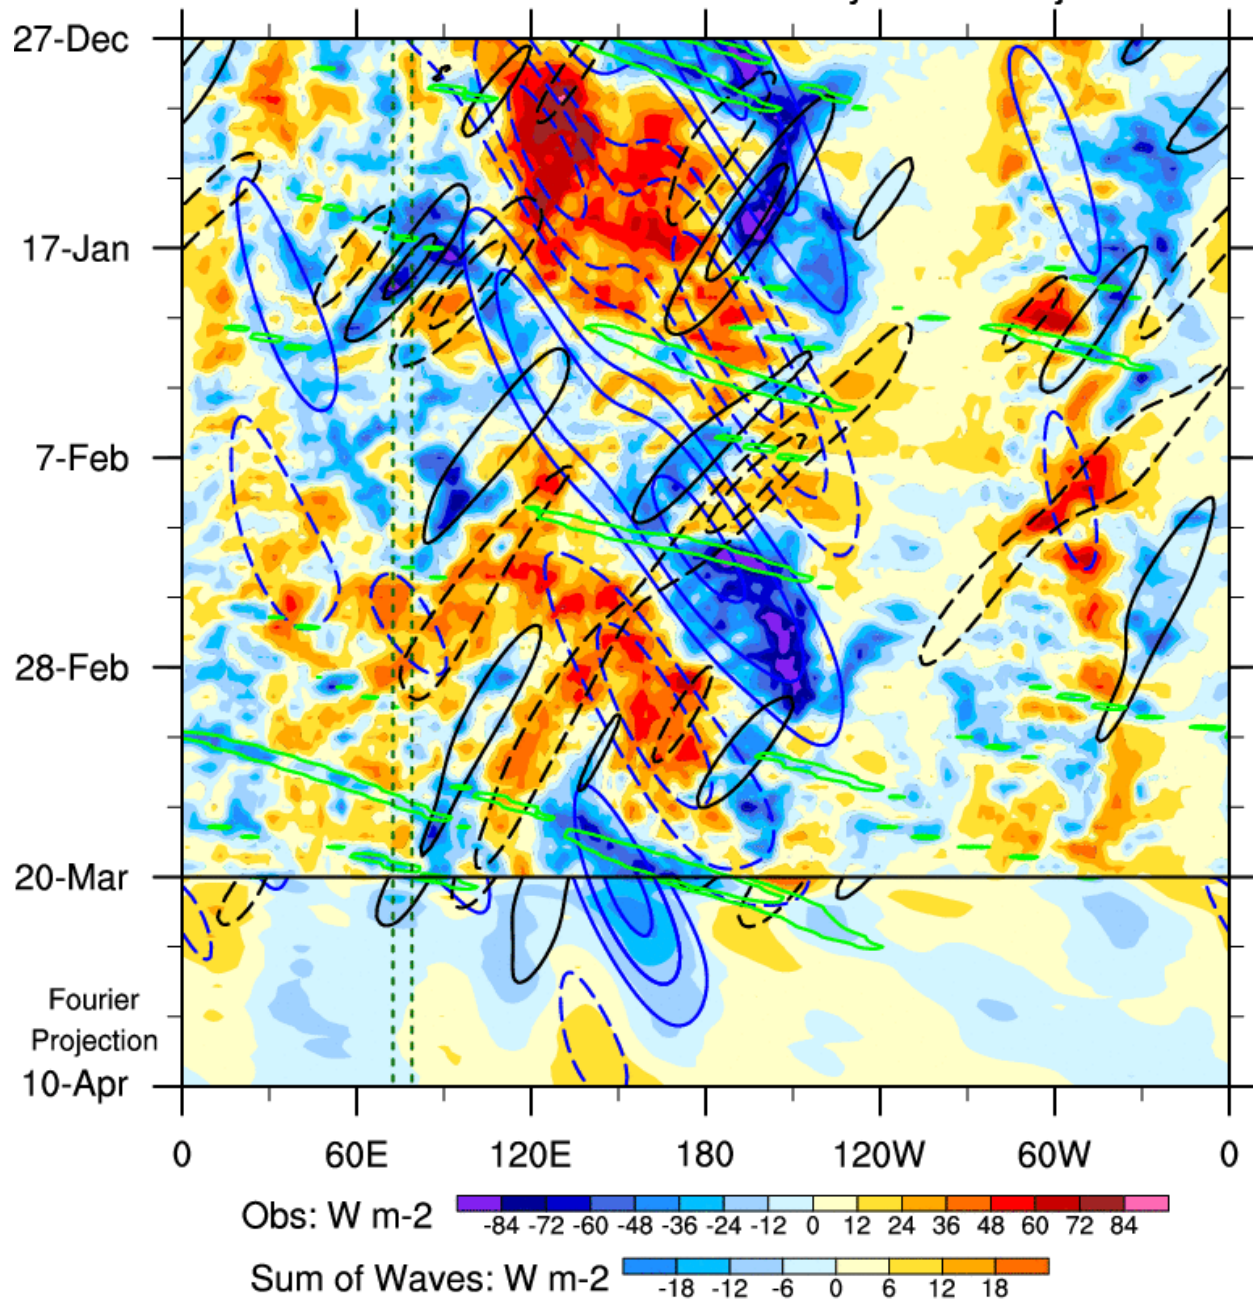 27-Dec
17-Jan
7-Feb
28-Feb
20-Mar
Fourier
Projection
10-Apr
0 60E 120E 180 120W 60W 0
Obs: W m-2
-84 -72 -60 -48 -36 -24 -12 0 12 24 36 48 60 72 84
Sum of Waves: W m-2
-18 -12 -6 0 6 12 18